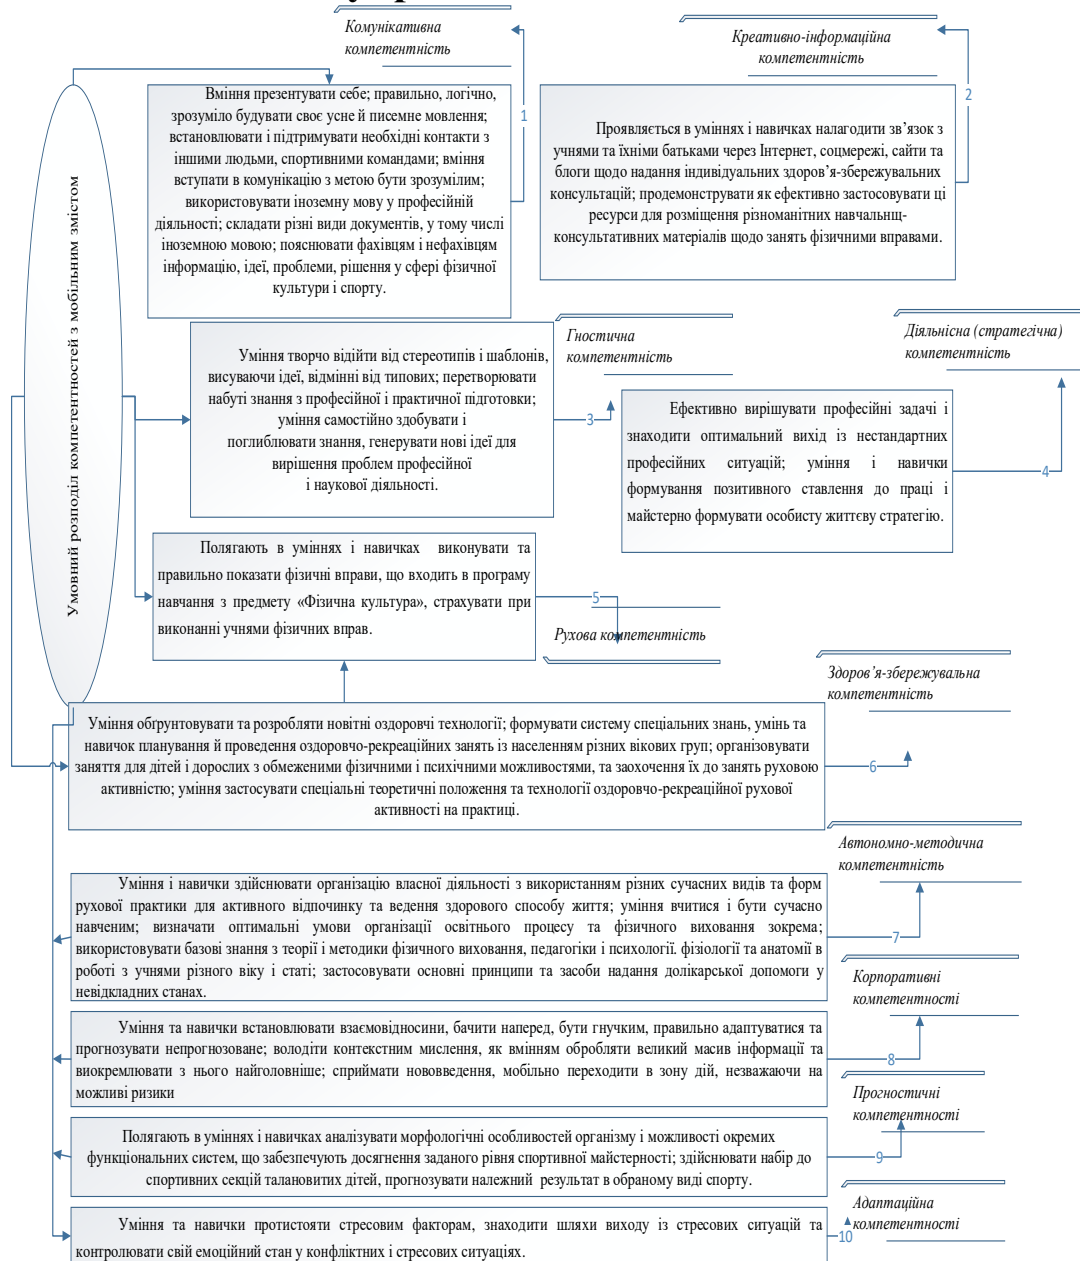 Комунікативна
компетентність
Креативно-інформаційна
компетентність
Вміння презентувати себе; правильно, логічно,
зрозуміло будувати своє усне й писемне мовлення;
встановлювати і підтримувати необхідні контакти з
іншими людьми, спортивними командами; вміння
вступати в комунікацію з метою бути зрозумілим;
використовувати іноземну мову у професійній
діяльності; складати різні види документів, у тому числі
іноземною мовою; пояснювати фахівцям і нефахівцям
інформацію, ідеї, проблеми, рішення у сфері фізичної
культури і спорту.
1
Проявляється в уміннях і навичках налагодити зв’язок з
учнями та їхніми батьками через Інтернет, соцмережі, сайти та
блоги щодо надання індивідуальних здоров’я-збережувальних
консультацій; продемонструвати як ефективно застосовувати ці
ресурси для розміщення різноманітних навчальнщ-
консультативних матеріалів щодо занять фізичними вправами.
2
Умовний розподіл компетентностей з мобільним змістом
Гностична
компетентність
Діяльнісна (стратегічна)
компетентність
Уміння творчо відійти від стереотипів і шаблонів,
висуваючи ідеї, відмінні від типових; перетворювати
набуті знання з професійної і практичної підготовки;
уміння самостійно здобувати і
поглиблювати знання, генерувати нові ідеї для
вирішення проблем професійної
і наукової діяльності.
3
Ефективно вирішувати професійні задачі і
знаходити оптимальний вихід із нестандартних
професійних ситуацій; уміння і навички
формування позитивного ставлення до праці і
майстерно формувати особисту життєву стратегію.
4
Полягають в уміннях і навичках виконувати та
правильно показати фізичні вправи, що входить в програму
навчання з предмету «Фізична культура», страхувати при
виконанні учнями фізичних вправ.
5
Рухова компетентність
Здоров’я-збережувальна
компетентність
Уміння обґрунтовувати та розробляти новітні оздоровчі технології; формувати систему спеціальних знань, умінь та
навичок планування й проведення оздоровчо-рекреаційних занять із населенням різних вікових груп; організовувати
заняття для дітей і дорослих з обмеженими фізичними і психічними можливостями, та заохочення їх до занять руховою
активністю; уміння застосувати спеціальні теоретичні положення та технології оздоровчо-рекреаційної рухової
активності на практиці.
6
Автономно-методична
компетентність
Уміння і навички здійснювати організацію власної діяльності з використанням різних сучасних видів та форм
рухової практики для активного відпочинку та ведення здорового способу життя; уміння вчитися і бути сучасно
навченим; визначати оптимальні умови організації освітнього процесу та фізичного виховання зокрема;
використовувати базові знання з теорії і методики фізичного виховання, педагогіки і психології. фізіології та анатомії в
роботі з учнями різного віку і статі; застосовувати основні принципи та засоби надання долікарської допомоги у
невідкладних станах.
7
Корпоративні
компетентності
Уміння та навички встановлювати взаємовідносини, бачити наперед, бути гнучким, правильно адаптуватися та
прогнозувати непрогнозоване; володіти контекстним мислення, як вмінням обробляти великий масив інформації та
виокремлювати з нього найголовніше; сприймати нововведення, мобільно переходити в зону дій, незважаючи на
можливі ризики
8
Прогностичні
компетентності
Полягають в уміннях і навичках аналізувати морфологічні особливостей організму і можливості окремих
функціональних систем, що забезпечують досягнення заданого рівня спортивної майстерності; здійснювати набір до
спортивних секцій талановитих дітей, прогнозувати належний результат в обраному виді спорту.
9
Адаптаційна
компетентності
Уміння та навички протистояти стресовим факторам, знаходити шляхи виходу із стресових ситуацій та
контролювати свій емоційний стан у конфліктних і стресових ситуаціях.
10